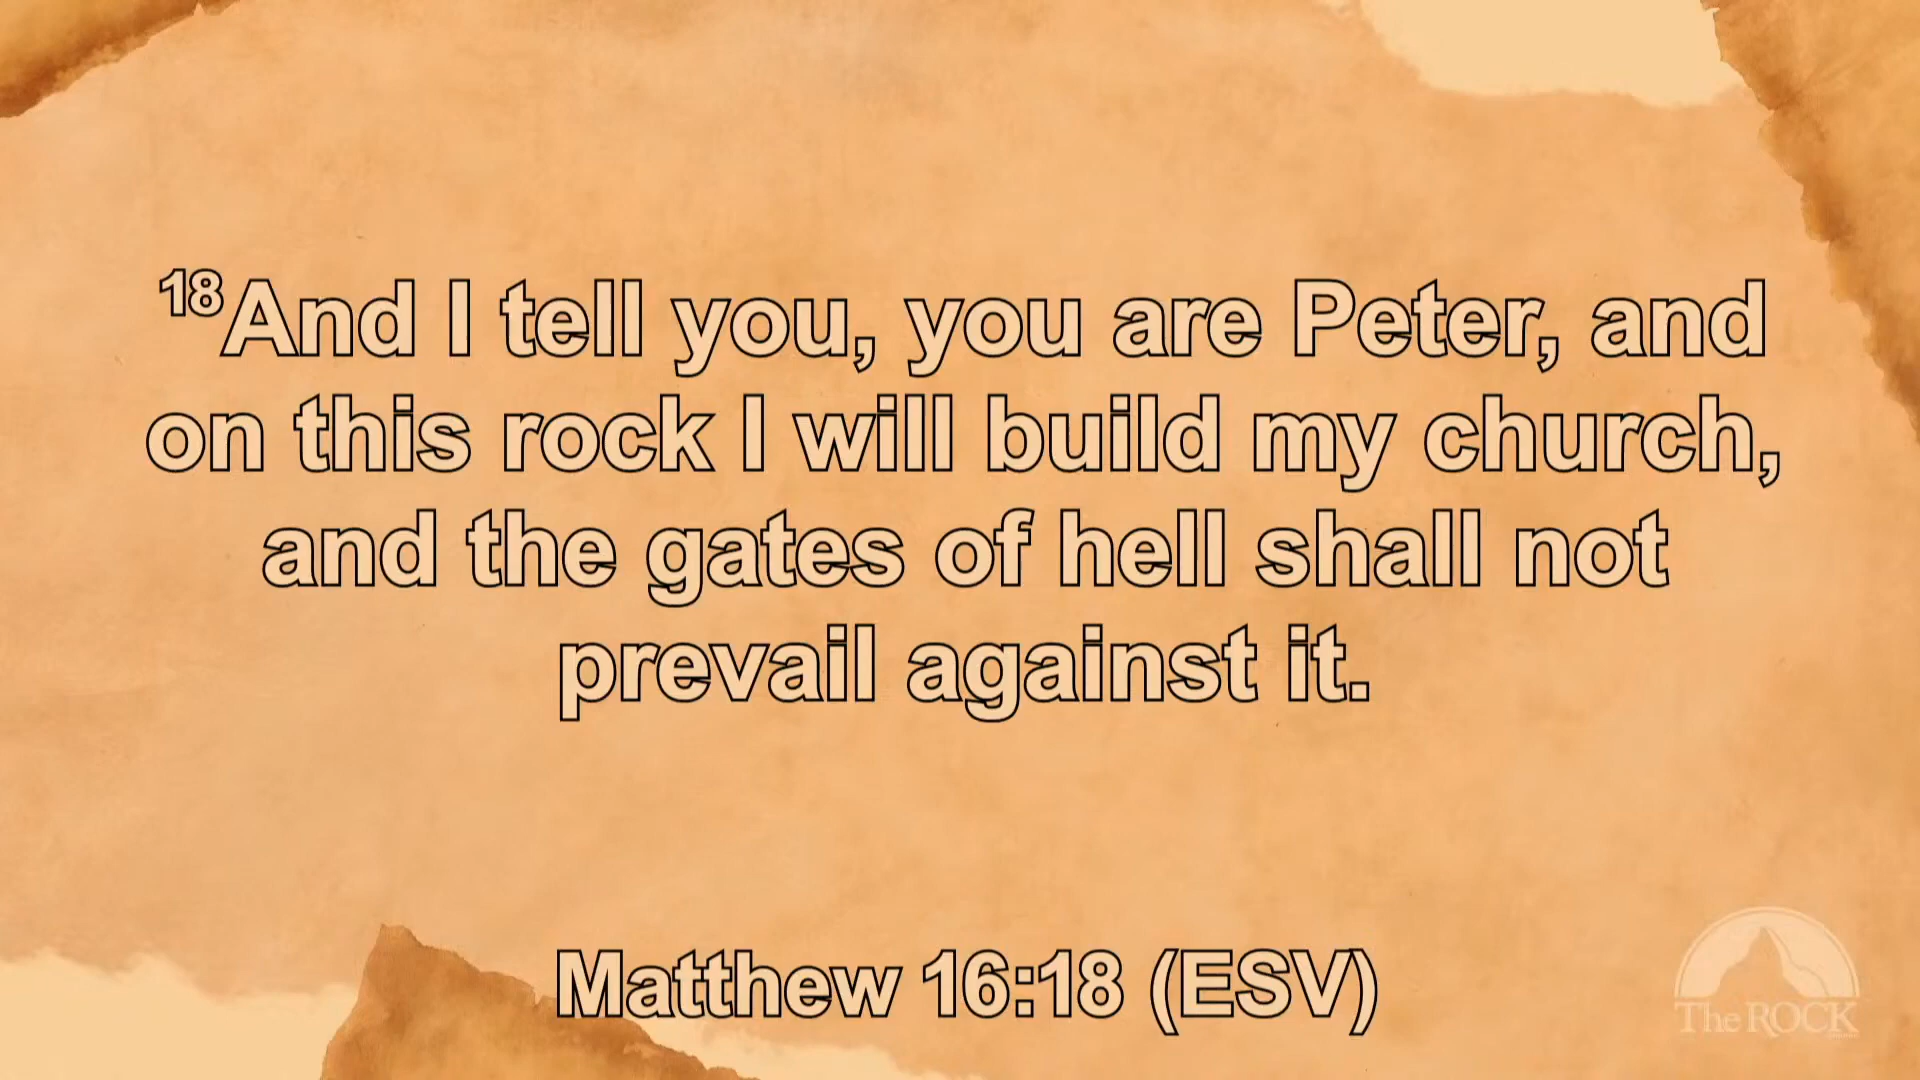 18And I tell you, you are Peter, and
on this rock I will build my church,
and the gates of hell shall not
prevail against it.
Matthew 16:18 (ESV)
The ROCK